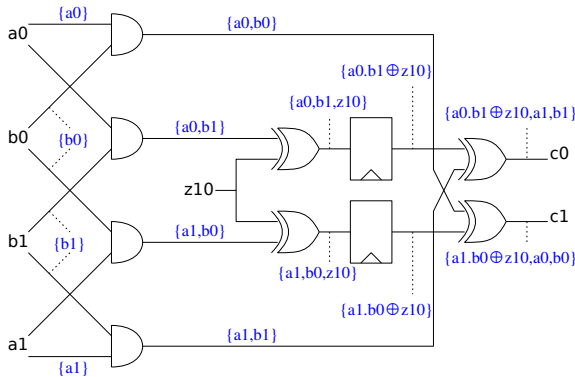 {a0}
a0
{a0,b0}
{a0.b1⊕z10}
{a0,b1,z10}
{a0.b1⊕z10,a1,b1}
{a0,b1}
b0
{b0}
c0
z10
c1
b1
{b1}
{a1,b0}
{a1,b0,z10}
{a1.b0⊕z10,a0,b0}
{a1.b0⊕z10}
{a1,b1}
a1
{a1}